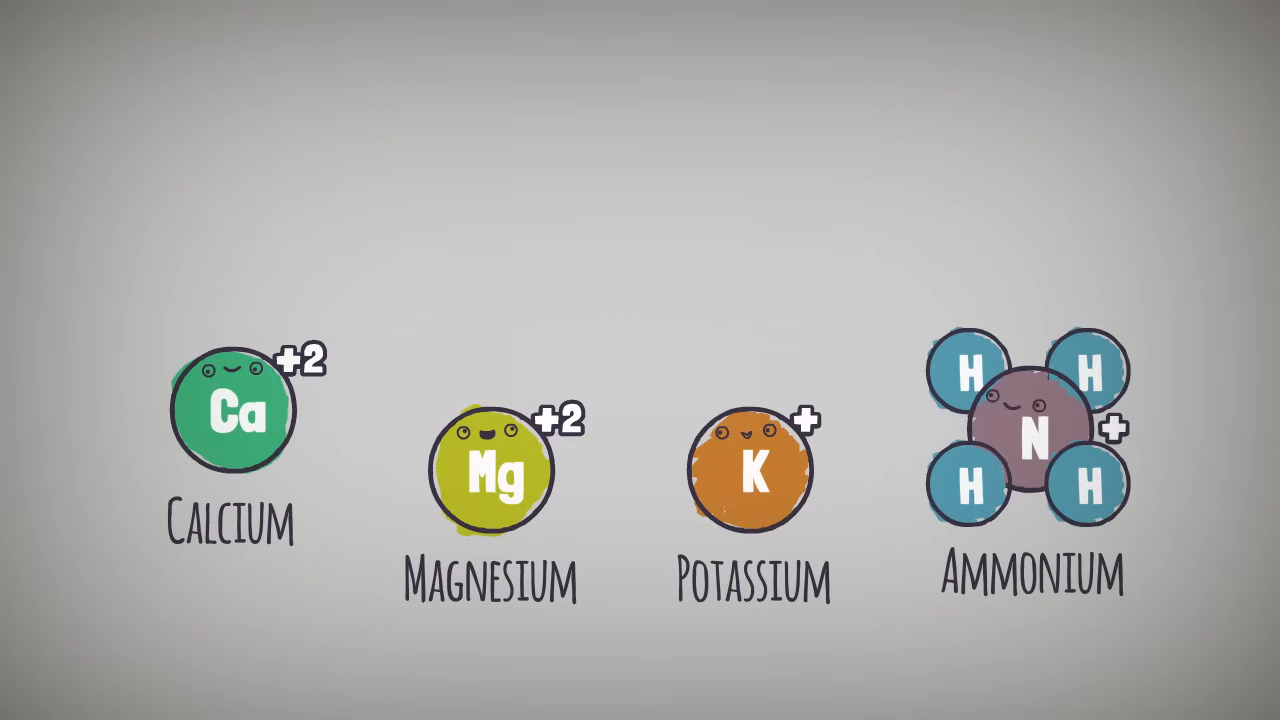 Ca +2
Calcium
Mg +2
Magnesium
K +
Potassium
H H
N +
H H
Ammonium